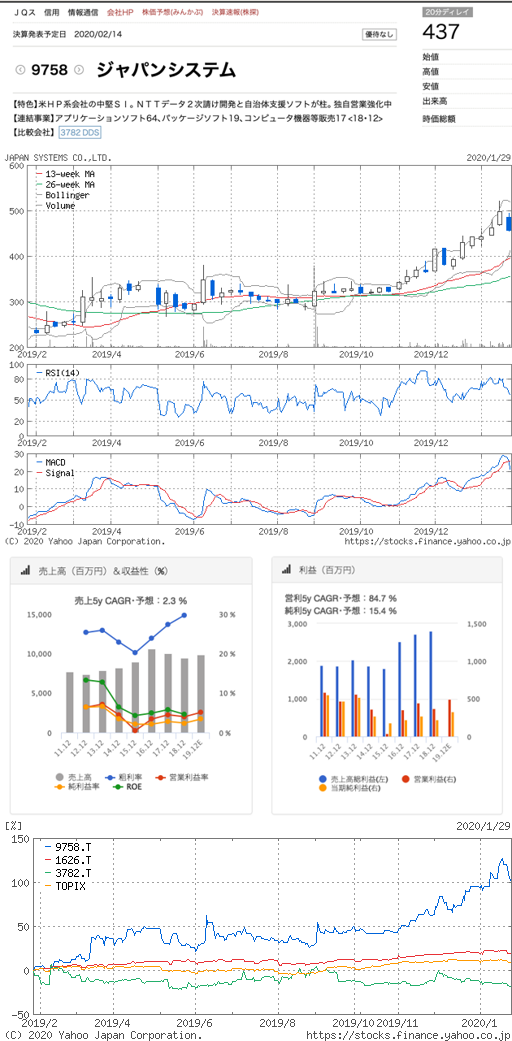 JQス 信用 情報通信 会社HP 株価予想(みんかぶ) 決算速報(株探)
20分ディレイ
437
決算発表予定日 2020/02/14
優待なし
始値
高値
安値
出来高
時価総額
9758 ジャパンシステム
【特色】米HP系会社の中堅SI。NTTデータ2次請け開発と自治体支援ソフトが柱。独自営業強化中
【連結事業】アプリケーションソフト64、パッケージソフト19、コンピュータ機器等販売17 <18・12>
【比較会社】 3782 DDS
JAPAN SYSTEMS CO.,LTD.
2020/1/29
600
500
400
300
200
13-week MA
26-week MA
Bollinger
Volume
2019/2 2019/4 2019/6 2019/8 2019/10 2019/12
100
80
50
20
0
RSI(14)
2019/2 2019/4 2019/6 2019/8 2019/10 2019/12
30
20
10
0
-10
MACD
Signal
2019/2 2019/4 2019/6 2019/8 2019/10 2019/12
(C) 2020 Yahoo Japan Corporation.
https://stocks.finance.yahoo.co.jp
売上高（百万円）＆収益性（%）
売上5y CAGR・予想：2.3 %
15,000
10,000
5,000
0
30 %
20 %
10 %
0 %
11.12 12.12 13.12 14.12 15.12 16.12 17.12 18.12 19.12E
売上高 粗利率 営業利益率
純利益率 ROE
利益（百万円）
営利5y CAGR・予想：84.7 %
純利5y CAGR・予想：15.4 %
3,000
2,000
1,000
0
1,500
1,000
500
0
11.12 12.12 13.12 14.12 15.12 16.12 17.12 18.12 19.12E
売上高総利益(左) 営業利益(右)
当期純利益(右)
[%]
2020/1/29
150
100
50
0
-50
9758.T
1626.T
3782.T
TOPIX
2019/2 2019/4 2019/6 2019/8 2019/10 2019/11 2020/1
(C) 2020 Yahoo Japan Corporation.
https://stocks.finance.yahoo.co.jp